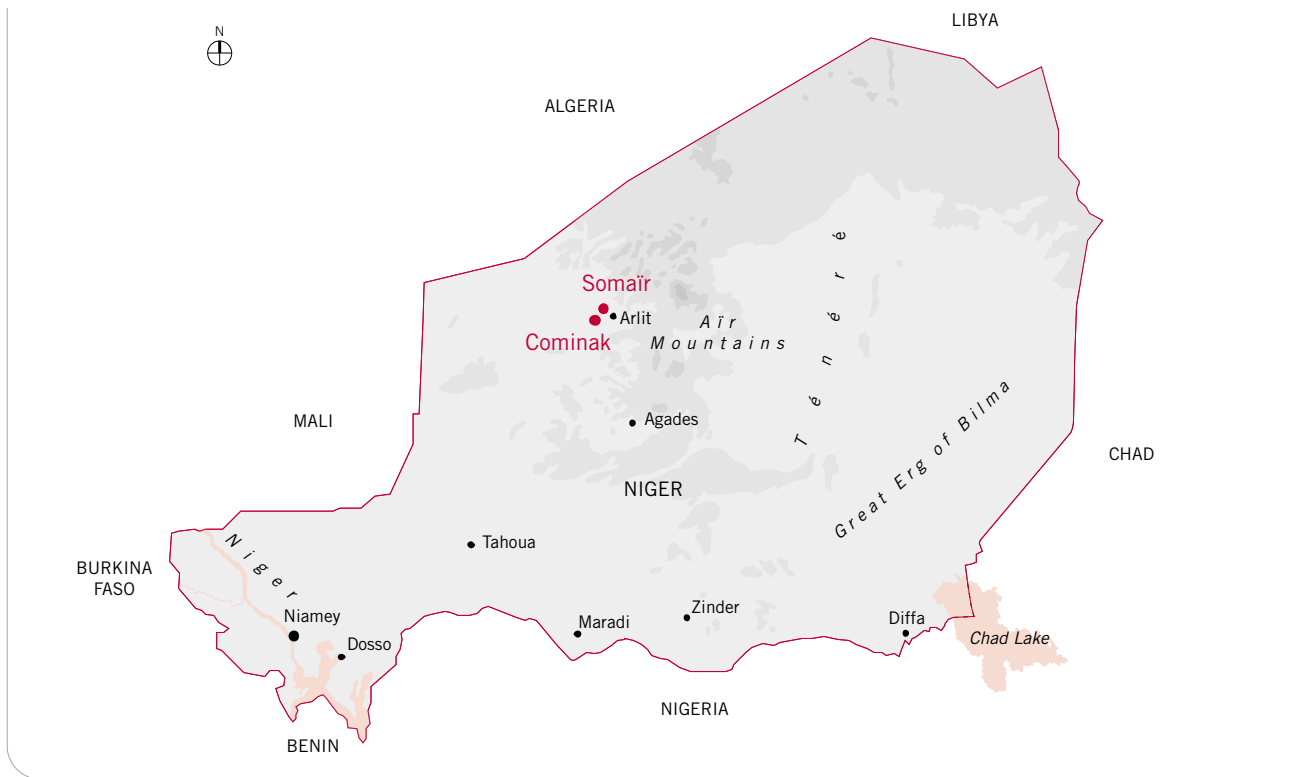 LIBYA
N
ALGERIA
Ténéré
Somaïr
Arlit
Aïr
Mountains
Cominak
Great Erg of Bilma
MALI
Agades
CHAD
NIGER
Niger
Tahoua
BURKINA
FASO
Niamey
Zinder
Maradi
Diffa
Dosso
Chad Lake
NIGERIA
BENIN